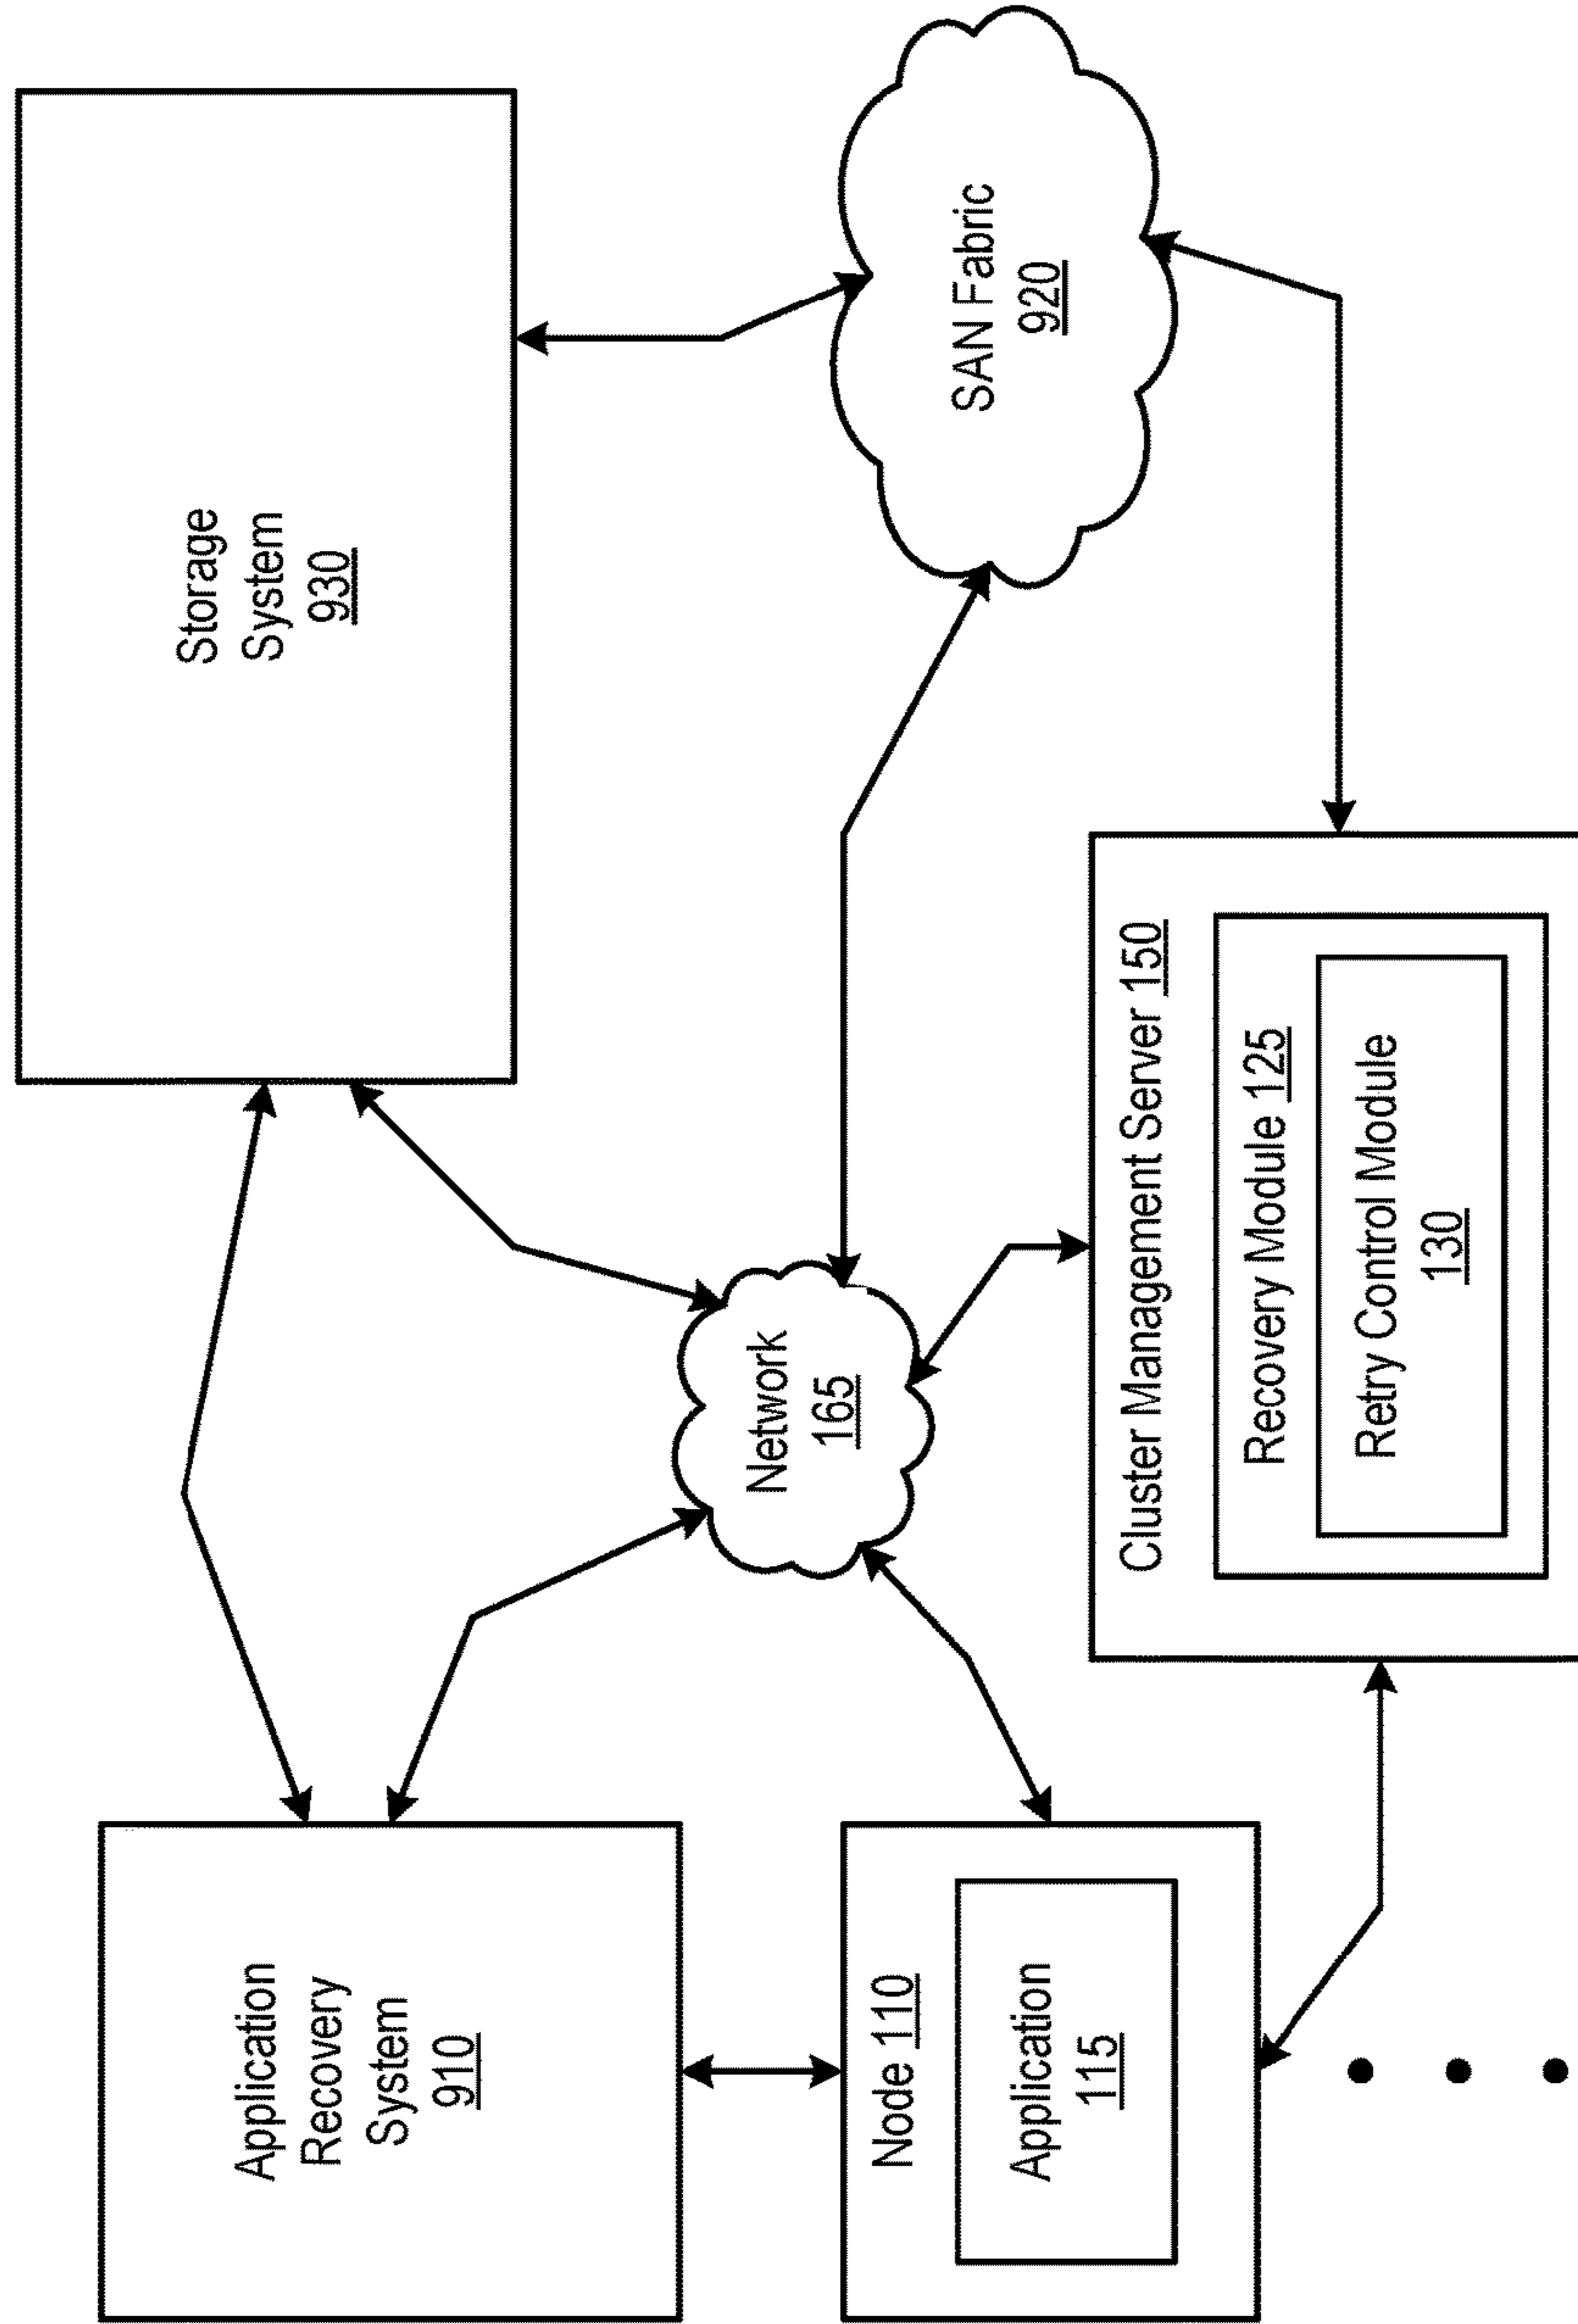 Application
Recovery
System
910
Storage
System
930
Network
165
SAN Fabric
920
Node 110
Application
115
Cluster Management Server 150
Recovery Module 125
Retry Control Module
130